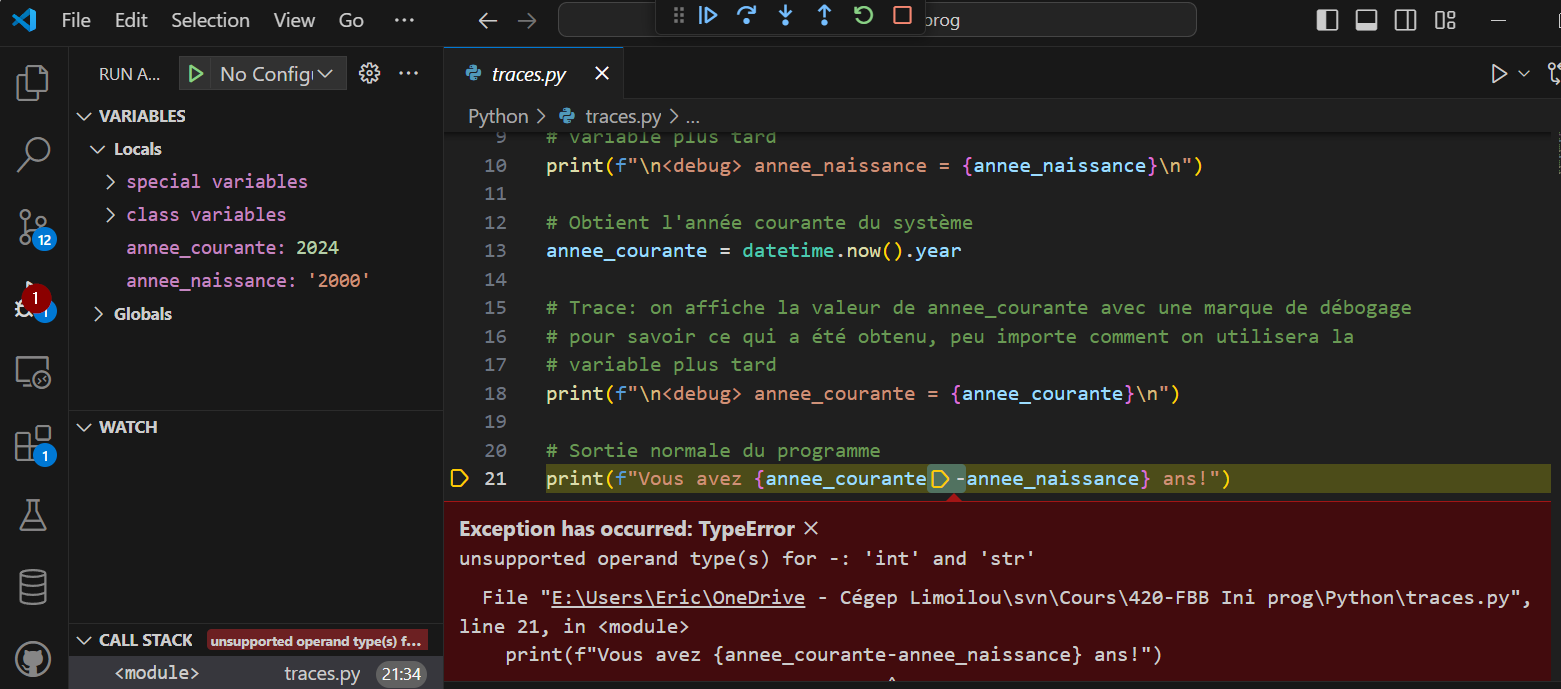 File Edit Selection View Go ... prog
RUN A... No Config ...
VARIABLES
Locals
special variables
class variables
annee_courante: 2024
annee_naissance: '2000'
Globals
WATCH
CALL STACK unsupported operand type(s) f...
<module> traces.py 21:34
12
1
1
1
traces.py
Python > traces.py > ...
9 # variable plus tard
10 print(f"\n<debug> annee_naissance = {annee_naissance}\n")
11
12 # Obtient l'année courante du système
13 annee_courante = datetime.now().year
14
15 # Trace: on affiche la valeur de annee_courante avec une marque de débogage
16 # pour savoir ce qui a été obtenu, peu importe comment on utilisera la
17 # variable plus tard
18 print(f"\n<debug> annee_courante = {annee_courante}\n")
19
20 # Sortie normale du programme
21 print(f"Vous avez {annee_courante-annee_naissance} ans!")
Exception has occurred: TypeError
unsupported operand type(s) for -: 'int' and 'str'
File "E:\Users\Eric\OneDrive - Cégep Limoilou\svn\Cours\420-FBB Ini prog\Python\traces.py",
line 21, in <module>
print(f"Vous avez {annee_courante-annee_naissance} ans!")
^